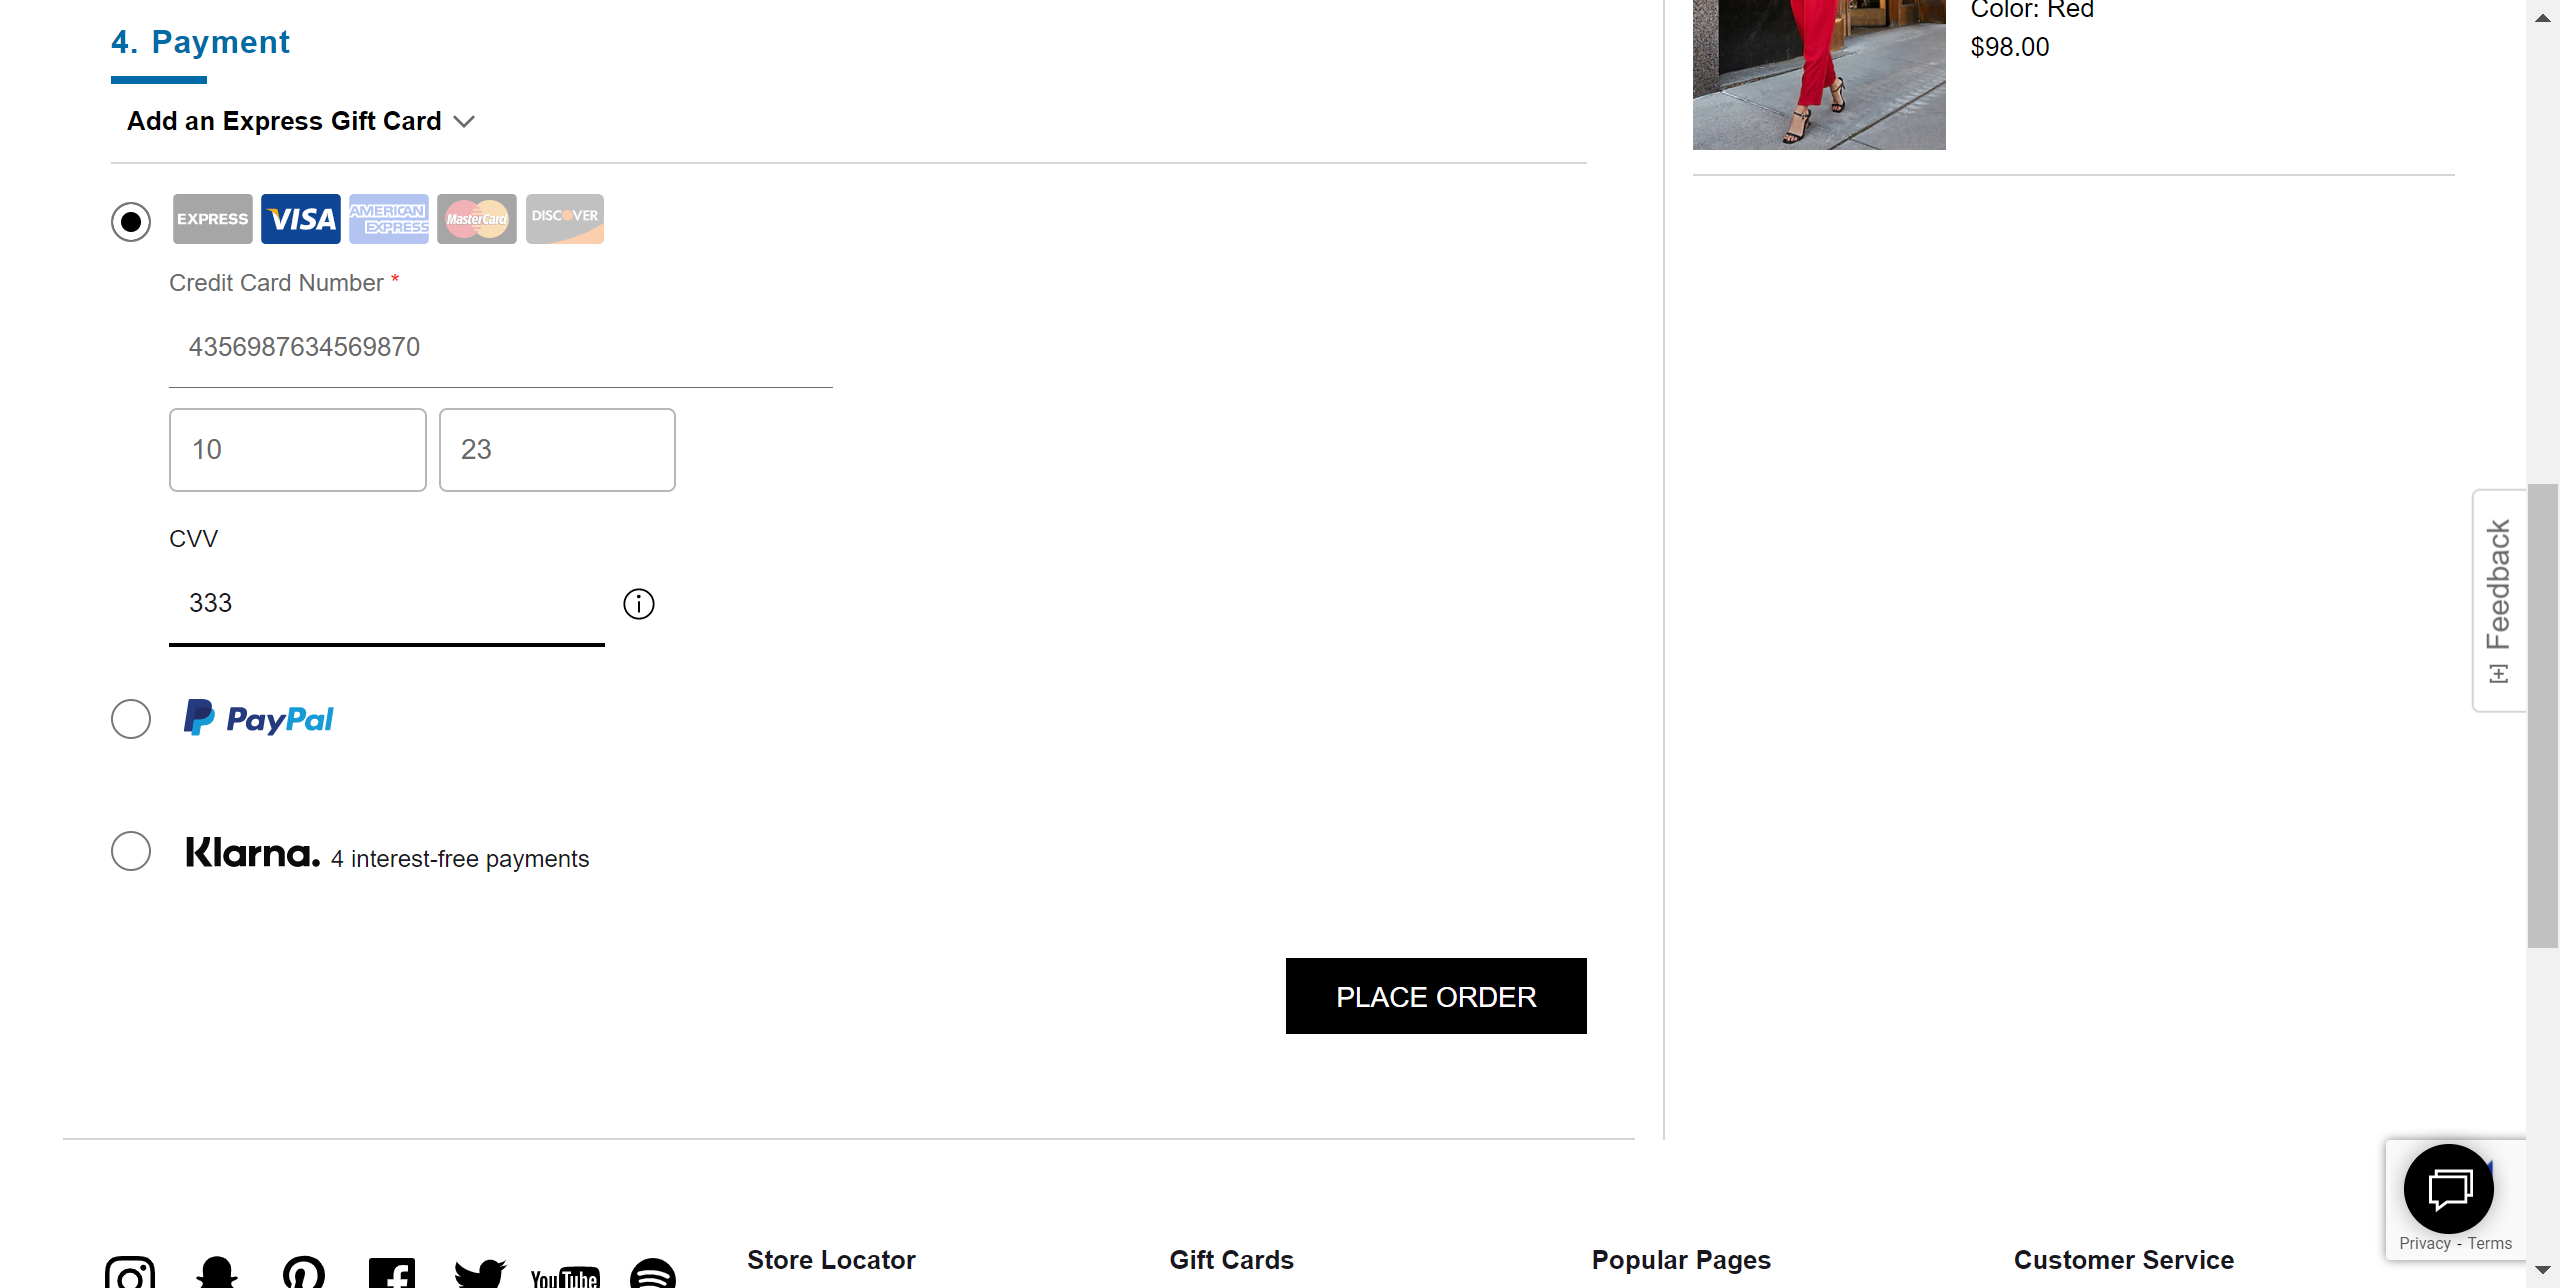 4. Payment
Add an Express Gift Card
EXPRESS VISA AMERICAN EXPRESS MasterCard DISCOVER
Credit Card Number *
4356987634569870
10 23
CVV
333
PayPal
Klarna. 4 interest-free payments
PLACE ORDER
Color: Red
$98.00
[+] Feedback
Privacy - Terms
YouTube
Store Locator
Gift Cards
Popular Pages
Customer Service